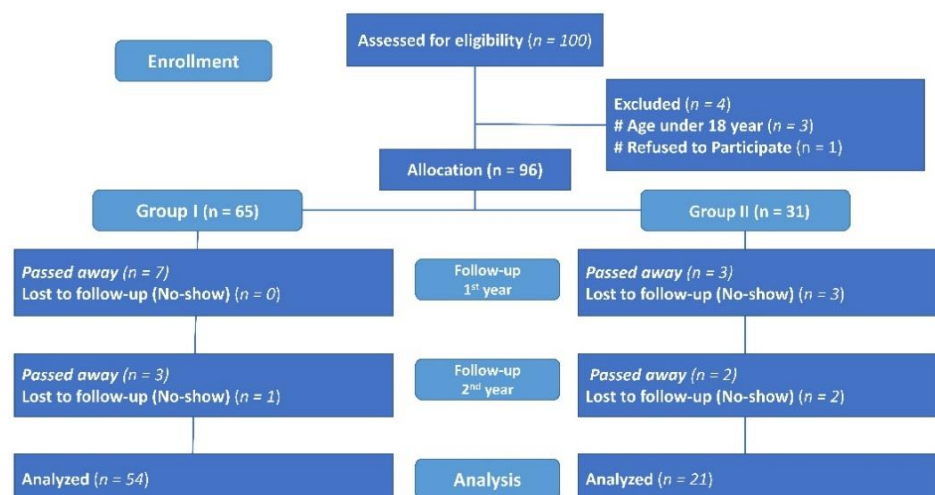 Assessed for eligibility (n = 100)
Enrollment
Excluded (n = 4)
# Age under 18 year (n = 3)
# Refused to Participate (n = 1)
Allocation (n = 96)
Group I (n = 65)
Group II (n = 31)
Passed away (n = 7)
Lost to follow-up (No-show) (n = 0)
Follow-up
1st year
Passed away (n = 3)
Lost to follow-up (No-show) (n = 3)
Passed away (n = 3)
Lost to follow-up (No-show) (n = 1)
Follow-up
2nd year
Passed away (n = 2)
Lost to follow-up (No-show) (n = 2)
Analyzed (n = 54)
Analysis
Analyzed (n = 21)